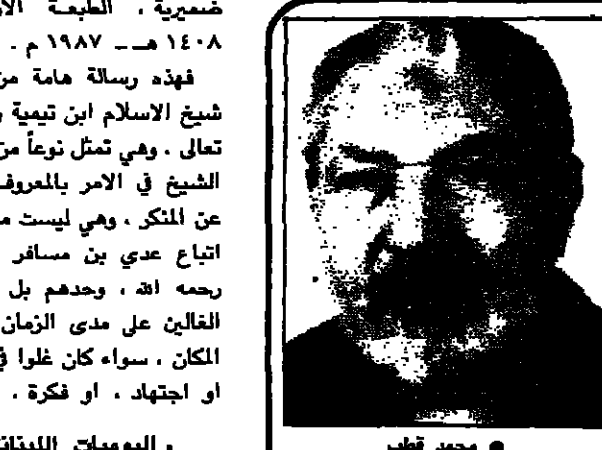 ضميرية ، الطبعة
١٤٠٨ هـ ــ ١٩٨٧ م .
فهذه رسالة هامة من
شيخ الاسلام ابن تيمية
تعالى ، وهي تمثل نوعاً من
الشيخ في الامر بالمعروف
عن المنكر ، وهي ليست
اتباع عدي بن مسافر
رحمه الله ، وحدهم بل
الغالين على مدى الزمان
المكان ، سواء كان غلوا
او اجتهاد ، او فكرة .
• اليوميات
● محمد قطب